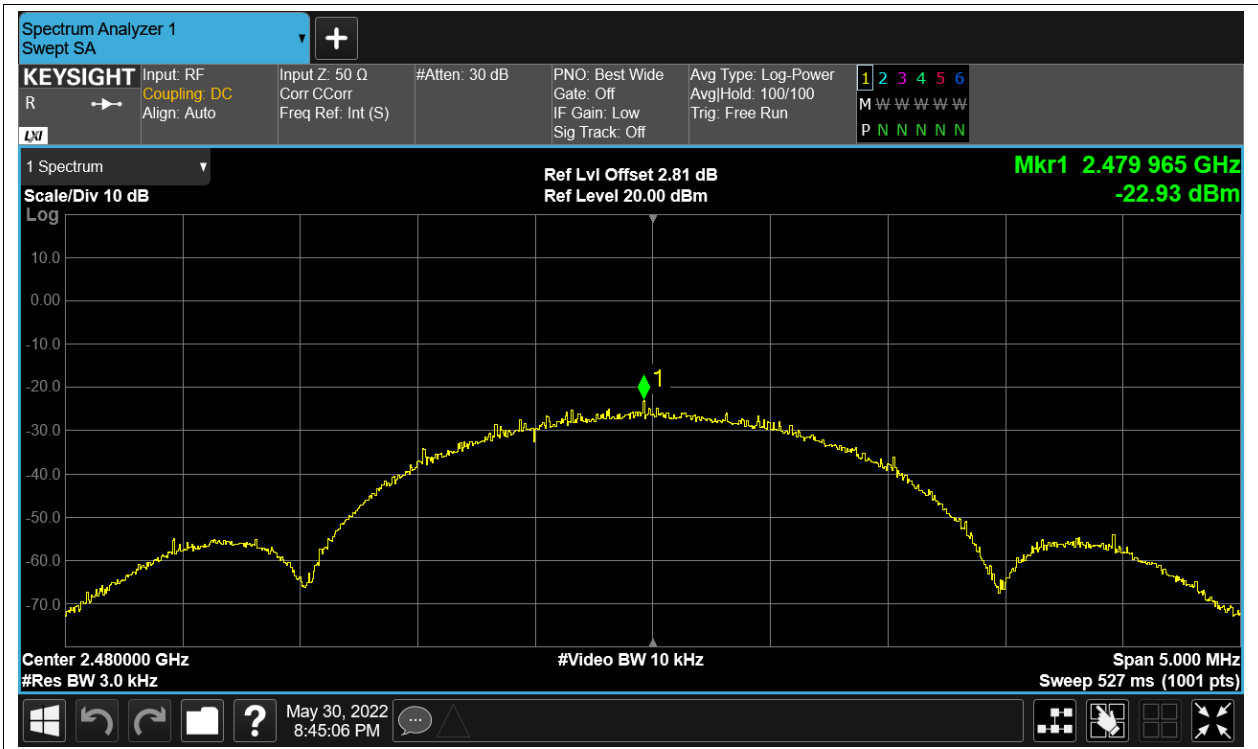 Spectrum Analyzer 1
Swept SA
KEYSIGHT
R
LXI
Input: RF
Coupling: DC
Align: Auto
Input Z: 50 Ω
Corr CCorr
Freq Ref: Int (S)
#Atten: 30 dB
PNO: Best Wide
Gate: Off
IF Gain: Low
Sig Track: Off
Avg Type: Log-Power
Avg|Hold: 100/100
Trig: Free Run
1 2 3 4 5 6
M W W W W W W
P N N N N N
1 Spectrum
Scale/Div 10 dB
Log
Ref Lvl Offset 2.81 dB
Ref Level 20.00 dBm
Mkr1 2.479 965 GHz
-22.93 dBm
10.0
0.00
-10.0
-20.0
-30.0
-40.0
-50.0
-60.0
-70.0
1
Center 2.480000 GHz
#Res BW 3.0 kHz
#Video BW 10 kHz
Span 5.000 MHz
Sweep 527 ms (1001 pts)
?
May 30, 2022
8:45:06 PM